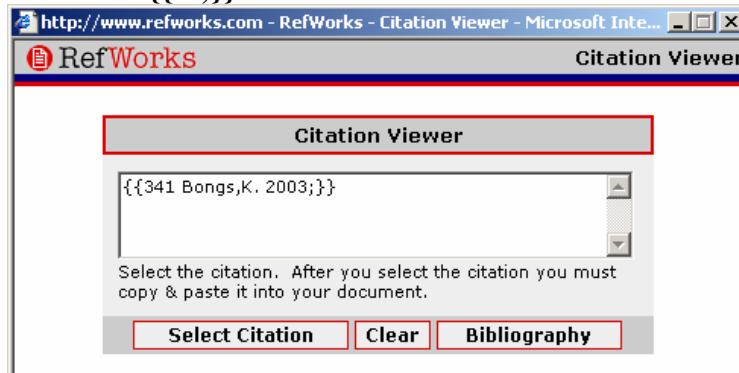 http://www.refworks.com - RefWorks - Citation Viewer - Microsoft Inte...
RefWorks Citation Viewer
Citation Viewer
{{341 Bongs,K. 2003;}}
Select the citation. After you select the citation you must
copy & paste it into your document.
Select Citation Clear Bibliography